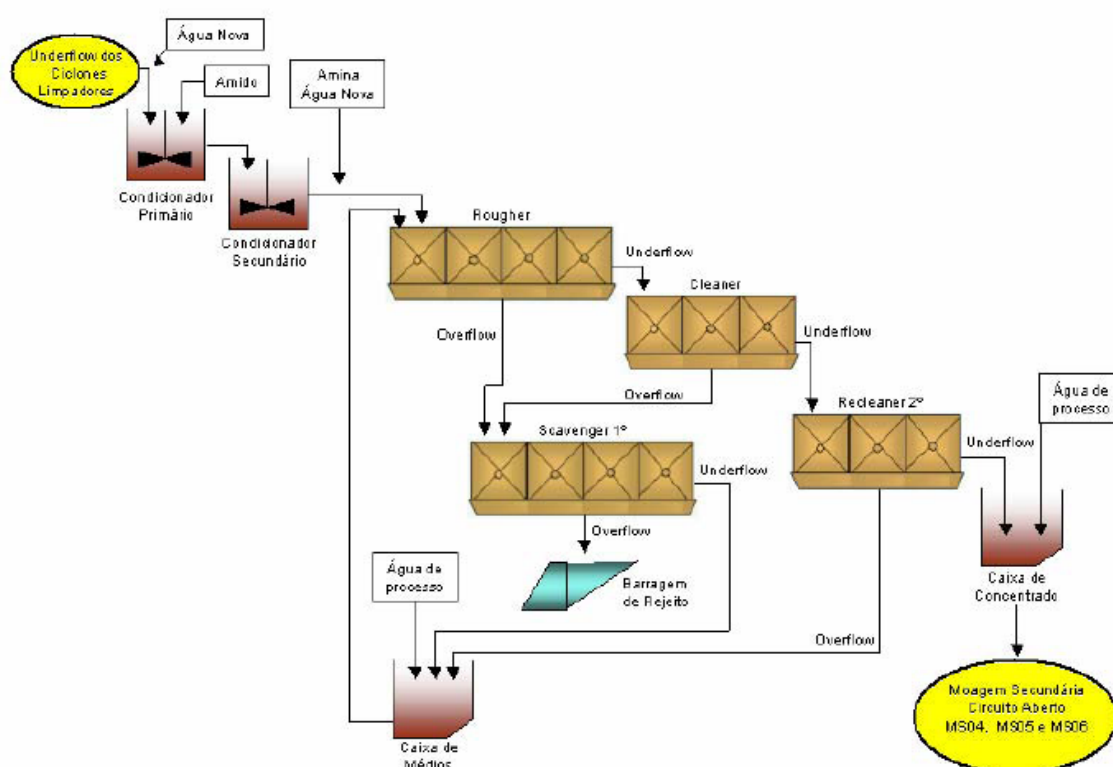 Água Nova
Underflow dos
Ciclones
Limpadores
Amido
Amina
Água Nova
Condicionador
Primário
Condicionador
Secundário
Rougher
Underflow
Cleaner
Overflow
Underflow
Overflow
Água de
processo
Recleaner 2º
Scavenger 1º
Underflow
Underflow
Overflow
Água de
processo
Barragem
de Rejeito
Caixa de
Concentrado
Overflow
Moagem Secundária
Circuito Aberto
MS04, MS05 e MS06
Caixa de
Médios